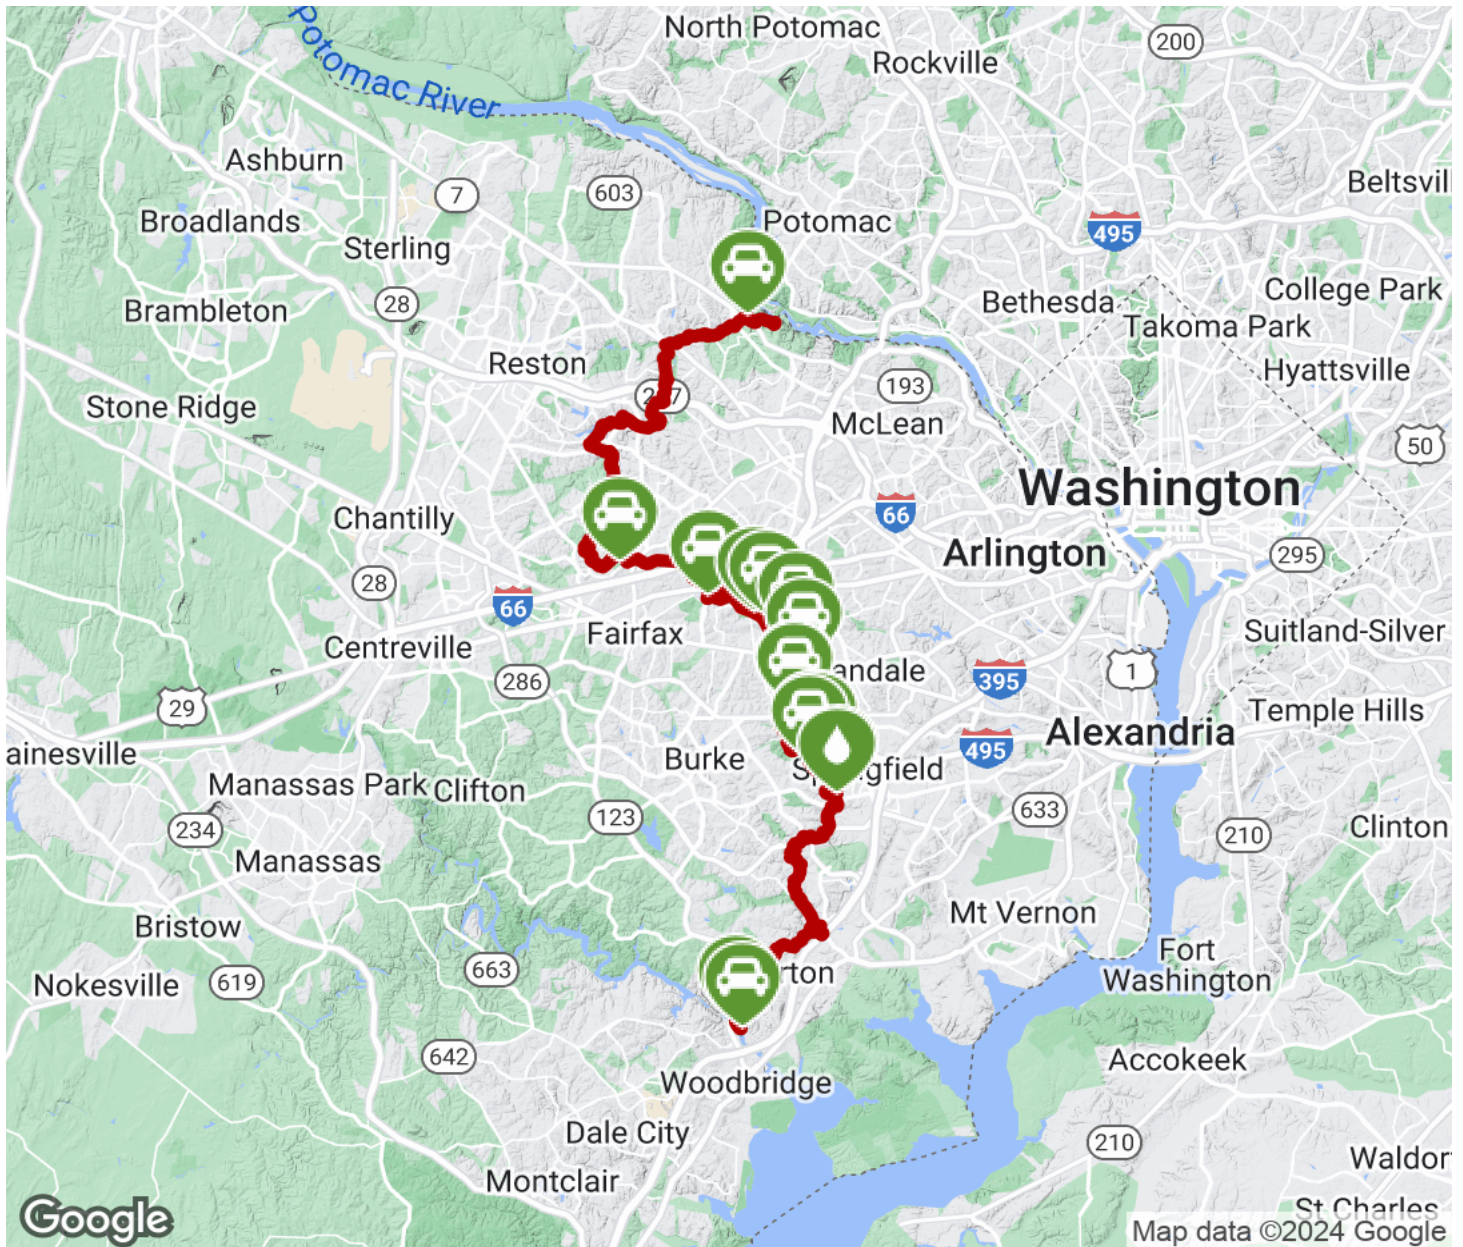 North Potomac
Rockville
200
Potomac River
Ashburn
7
603
Beltsvil
Broadlands
Potomac
495
Sterling
28
Bethesda
College Park
Brambleton
Takoma Park
Reston
Hyattsville
193
Stone Ridge
McLean
50
Washington
Chantilly
66
Arlington
295
28
66
Fairfax
Suitland-Silver
Centreville
andale
1
286
395
29
Temple Hills
Alexandria
495
ainesville
Burke
Springfield
Manassas Park
Clifton
123
633
234
210
Clinton
Manassas
Mt Vernon
Bristow
Fort
Washington
663
rton
619
Nokesville
642
Accokeek
Woodbridge
Dale City
210
Waldor
Montclair
St Charles
Google
Map data ©2024 Google